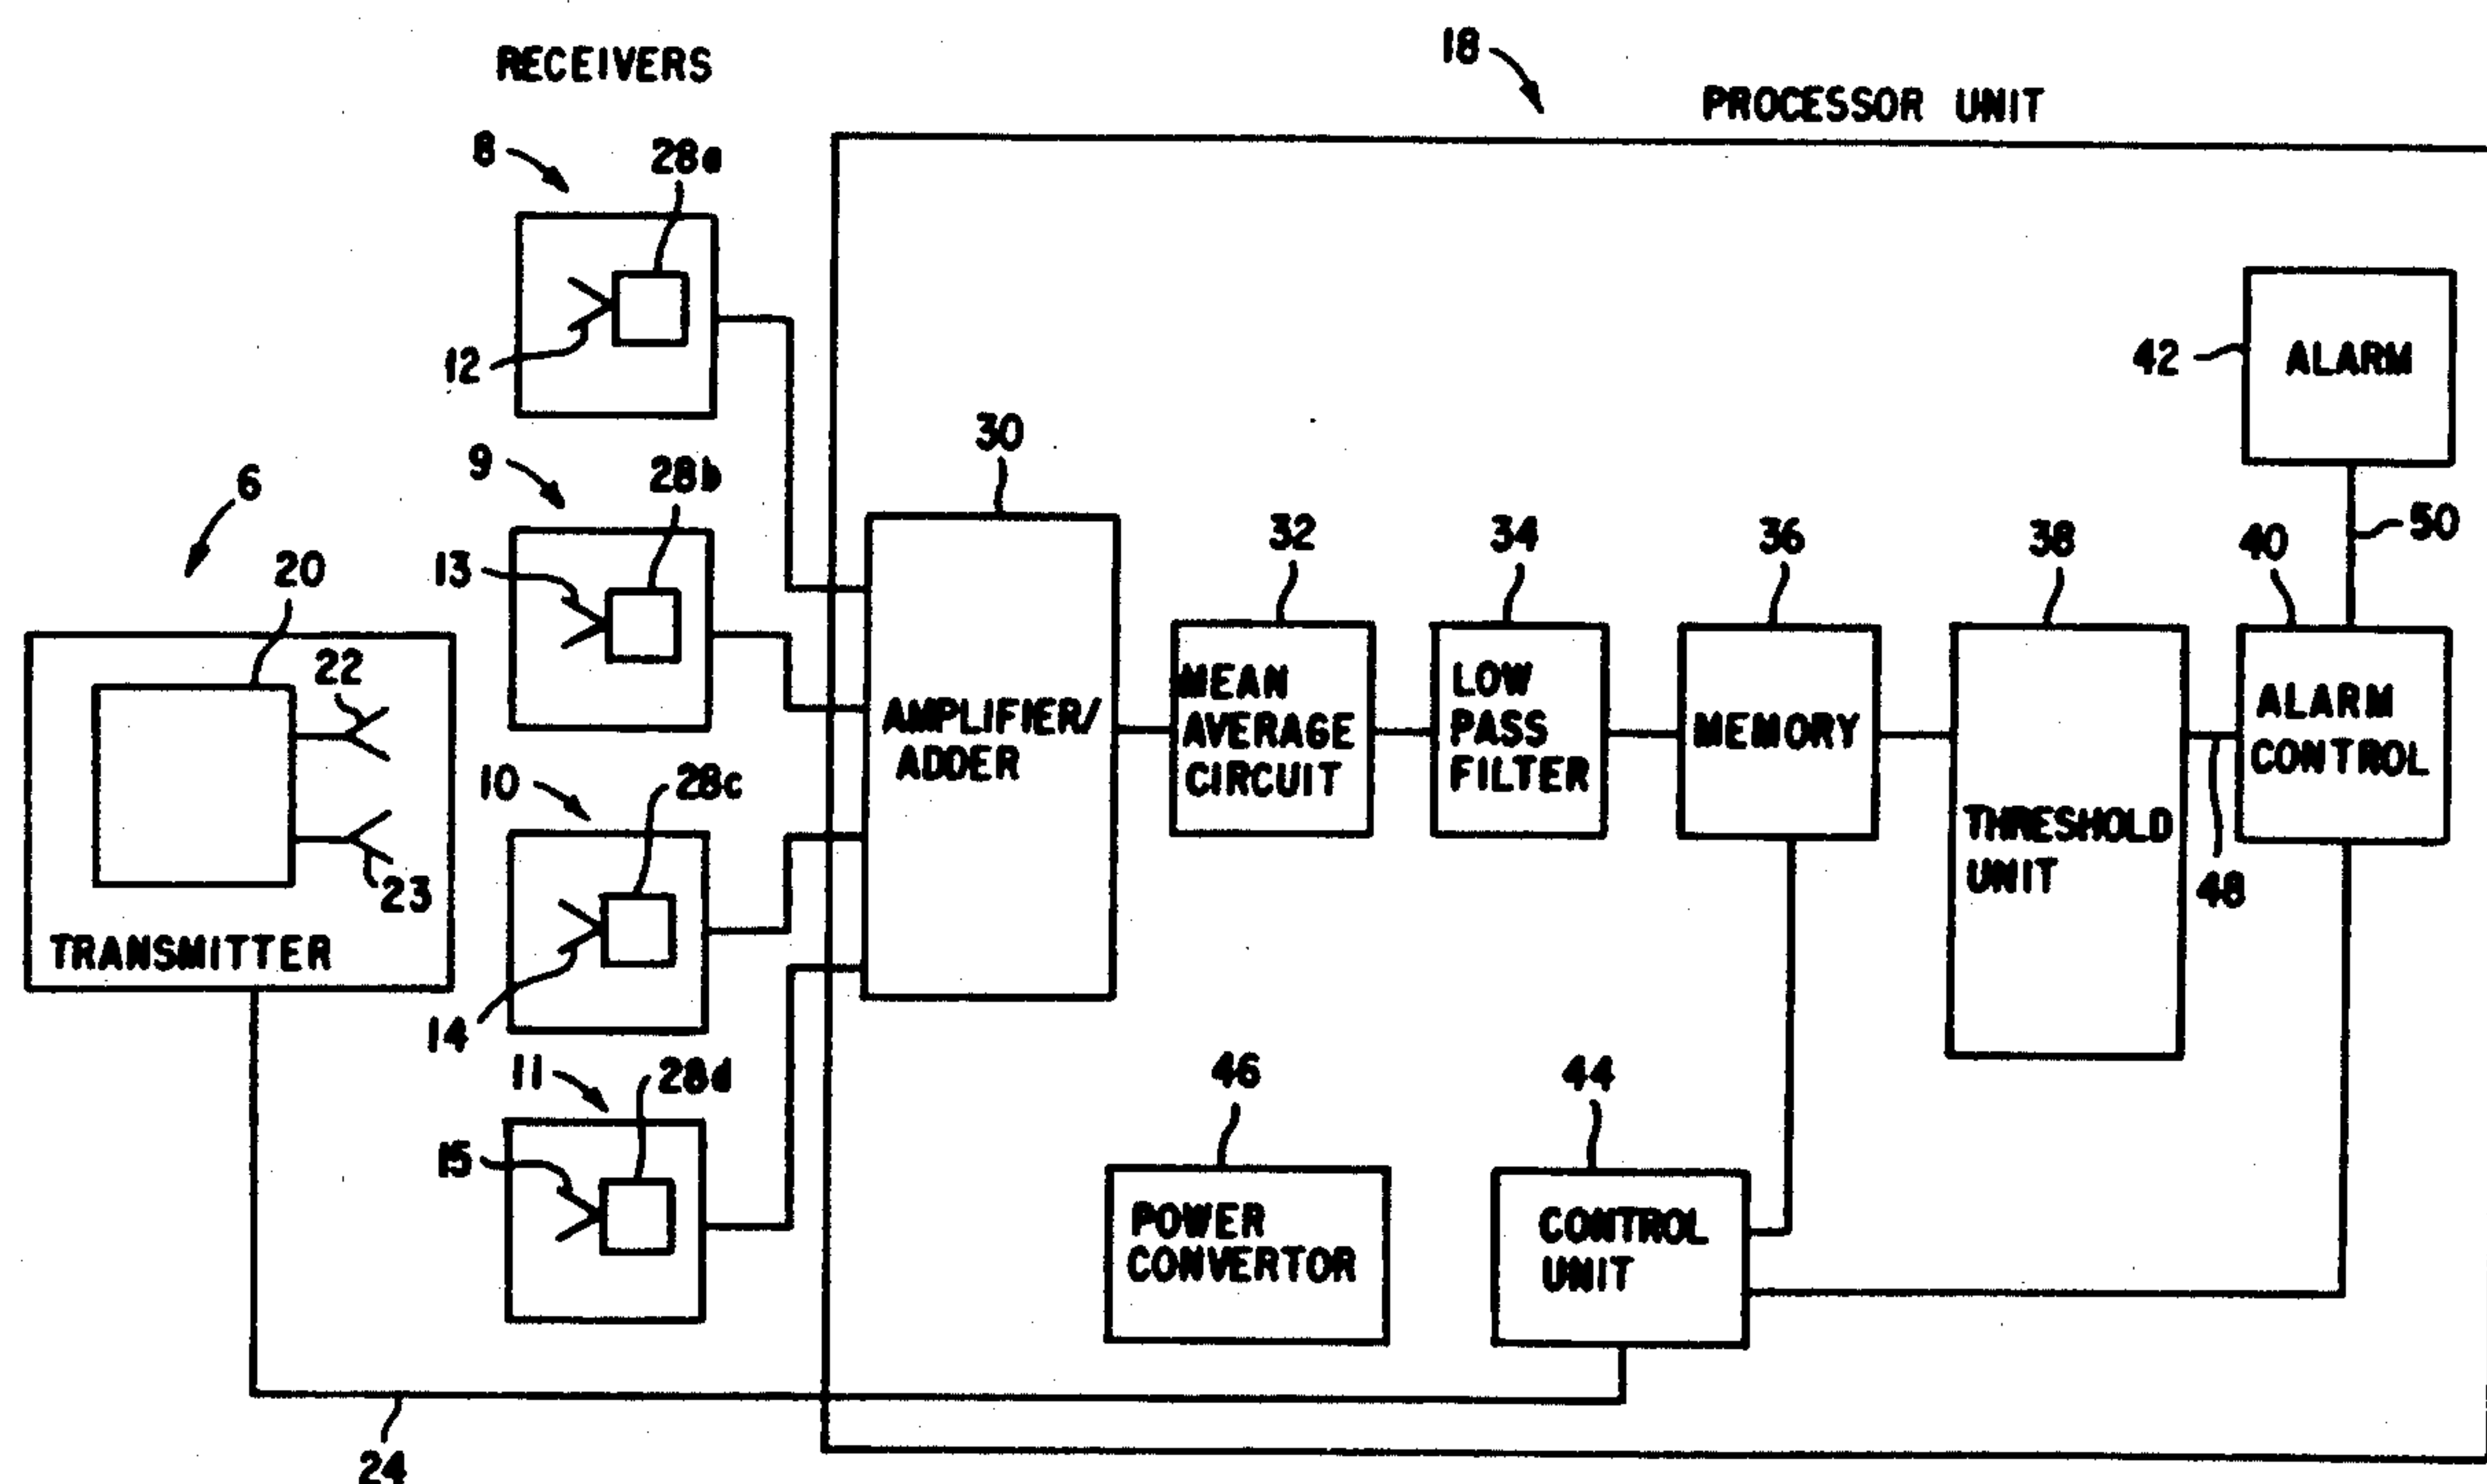 RECEIVERS
18
PROCESSOR UNIT
8
28a
12
42
ALARM
9
28b
30
50
6
13
20
32
34
36
38
40
22
23
TRANSMITTER
AMPLIFIER/
ADDER
MEAN
AVERAGE
CIRCUIT
LOW
PASS
FILTER
MEMORY
THRESHOLD
UNIT
48
ALARM
CONTROL
10
28c
14
11
28d
15
46
POWER
CONVERTOR
44
CONTROL
UNIT
24